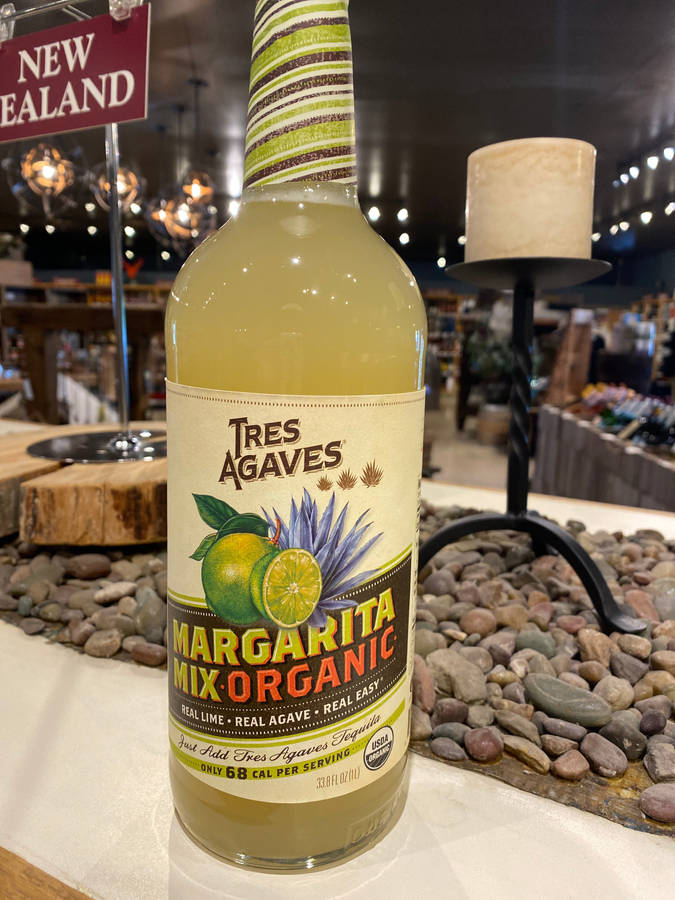 NEW
EALAND
TRES
AGAVES
MARGARITA
MIX·ORGANIC
REAL LIME • REAL AGAVE • REAL EASY
Just Add Tres Agaves Tequila
ONLY 68 CAL PER SERVING
USDA
ORGANIC
33.8 FL OZ (1L)